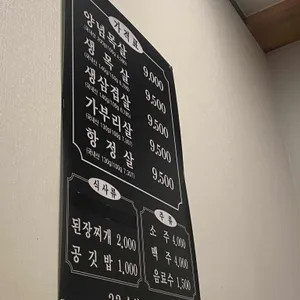 가격표
양념목살 9,000
생목살 9,500
생삼겹살 9,500
가부리살 9,500
항정살 9,500
식사류
된장찌개 2,000
공깃밥 1,000
주류
소주 4,000
맥주 4,000
음료수 1,500